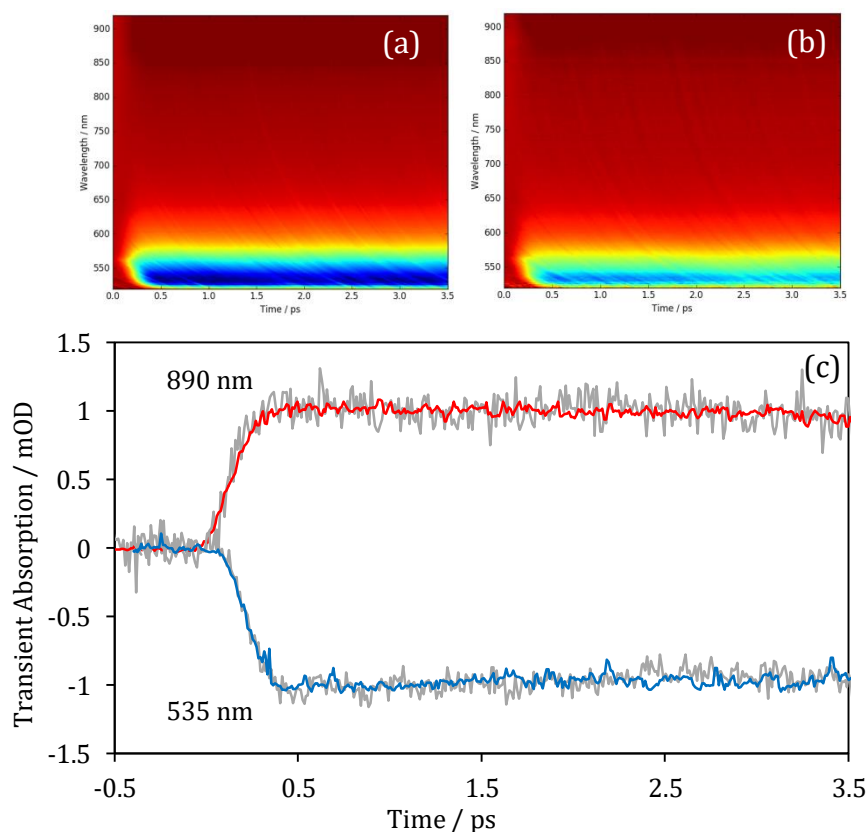 (a)
Wavelength / nm
900
850
800
750
700
650
600
550
0.0 0.5 1.0 1.5 2.0 2.5 3.0 3.5
Time / ps
(b)
Wavelength / nm
900
850
800
750
700
650
600
550
0.0 0.5 1.0 1.5 2.0 2.5 3.0 3.5
Time / ps
(c)
Transient Absorption / mOD
1.5
1
0.5
0
-0.5
-1
-1.5
890 nm
535 nm
-0.5 0.5 1.5 2.5 3.5
Time / ps